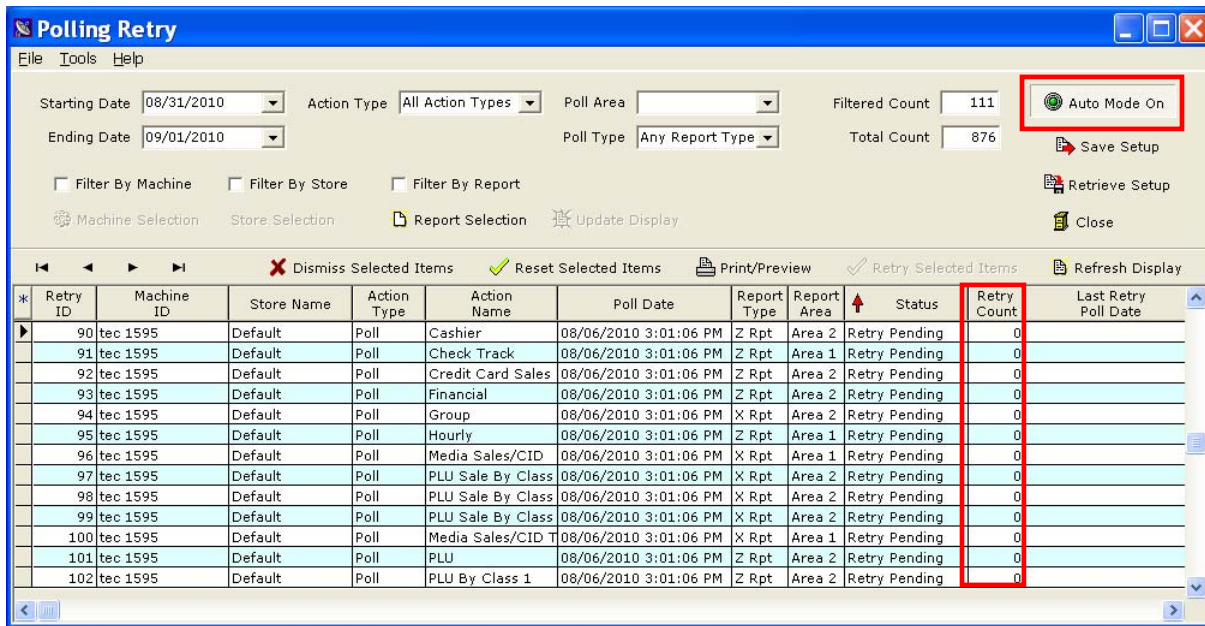 Polling Retry
File Tools Help
Starting Date 08/31/2010 Action Type All Action Types Poll Area Filtered Count 111 Auto Mode On
Ending Date 09/01/2010 Poll Type Any Report Type Total Count 876 Save Setup
Filter By Machine Filter By Store Filter By Report Retrieve Setup
Machine Selection Store Selection Report Selection Update Display Close
Dismiss Selected Items Reset Selected Items Print/Preview Retry Selected Items Refresh Display
* Retry ID Machine ID Store Name Action Type Action Name Poll Date Report Type Report Area Status Retry Count Last Retry Poll Date
90 tec 1595 Default Poll Cashier 08/06/2010 3:01:06 PM Z Rpt Area 2 Retry Pending 0
91 tec 1595 Default Poll Check Track 08/06/2010 3:01:06 PM Z Rpt Area 1 Retry Pending 0
92 tec 1595 Default Poll Credit Card Sales 08/06/2010 3:01:06 PM Z Rpt Area 2 Retry Pending 0
93 tec 1595 Default Poll Financial 08/06/2010 3:01:06 PM Z Rpt Area 2 Retry Pending 0
94 tec 1595 Default Poll Group 08/06/2010 3:01:06 PM X Rpt Area 2 Retry Pending 0
95 tec 1595 Default Poll Hourly 08/06/2010 3:01:06 PM Z Rpt Area 1 Retry Pending 0
96 tec 1595 Default Poll Media Sales/CID 08/06/2010 3:01:06 PM X Rpt Area 1 Retry Pending 0
97 tec 1595 Default Poll PLU Sale By Class 08/06/2010 3:01:06 PM X Rpt Area 2 Retry Pending 0
98 tec 1595 Default Poll PLU Sale By Class 08/06/2010 3:01:06 PM X Rpt Area 2 Retry Pending 0
99 tec 1595 Default Poll PLU Sale By Class 08/06/2010 3:01:06 PM X Rpt Area 2 Retry Pending 0
100 tec 1595 Default Poll Media Sales/CID T 08/06/2010 3:01:06 PM X Rpt Area 1 Retry Pending 0
101 tec 1595 Default Poll PLU 08/06/2010 3:01:06 PM Z Rpt Area 2 Retry Pending 0
102 tec 1595 Default Poll PLU By Class 1 08/06/2010 3:01:06 PM Z Rpt Area 2 Retry Pending 0